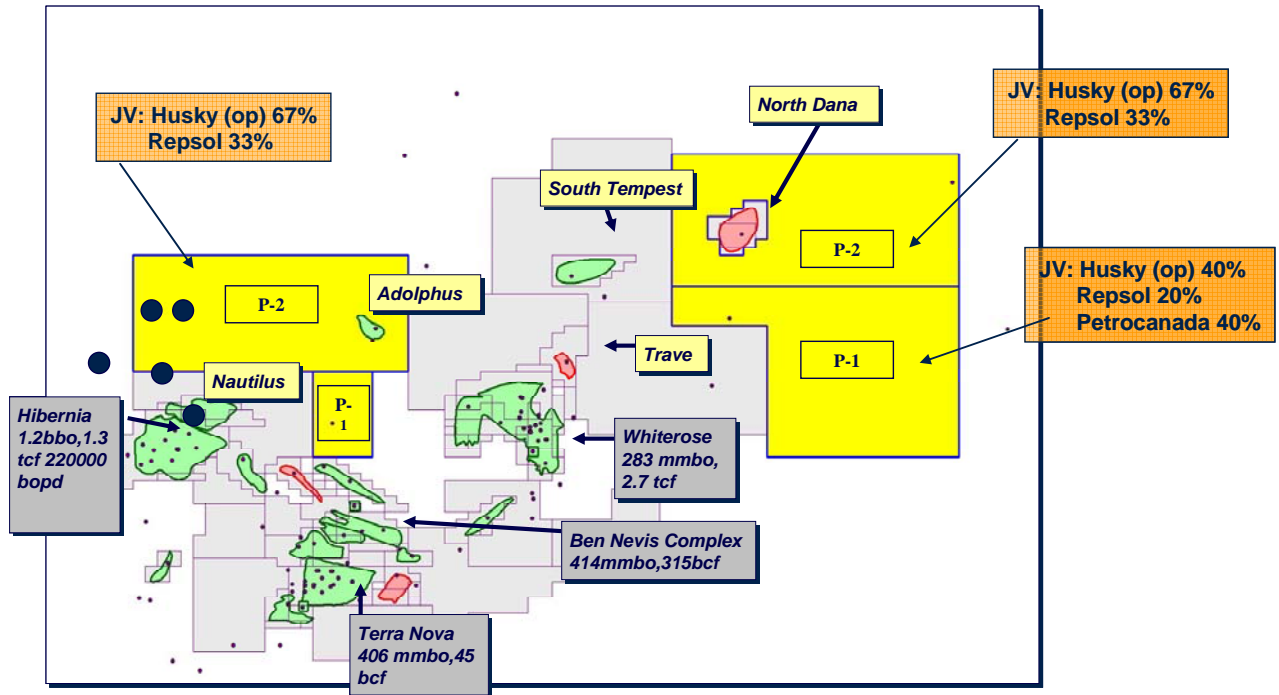 JV: Husky (op) 67%
Repsol 33%
North Dana
JV: Husky (op) 67%
Repsol 33%
South Tempest
P-2
JV: Husky (op) 40%
Repsol 20%
Petrocanada 40%
P-2
Adolphus
Trave
P-1
Nautilus
P-
1
Hibernia
1.2bbo,1.3
tcf 220000
bopd
Whiterose
283 mmbo,
2.7 tcf
Ben Nevis Complex
414mmbo,315bcf
Terra Nova
406 mmbo,45
bcf